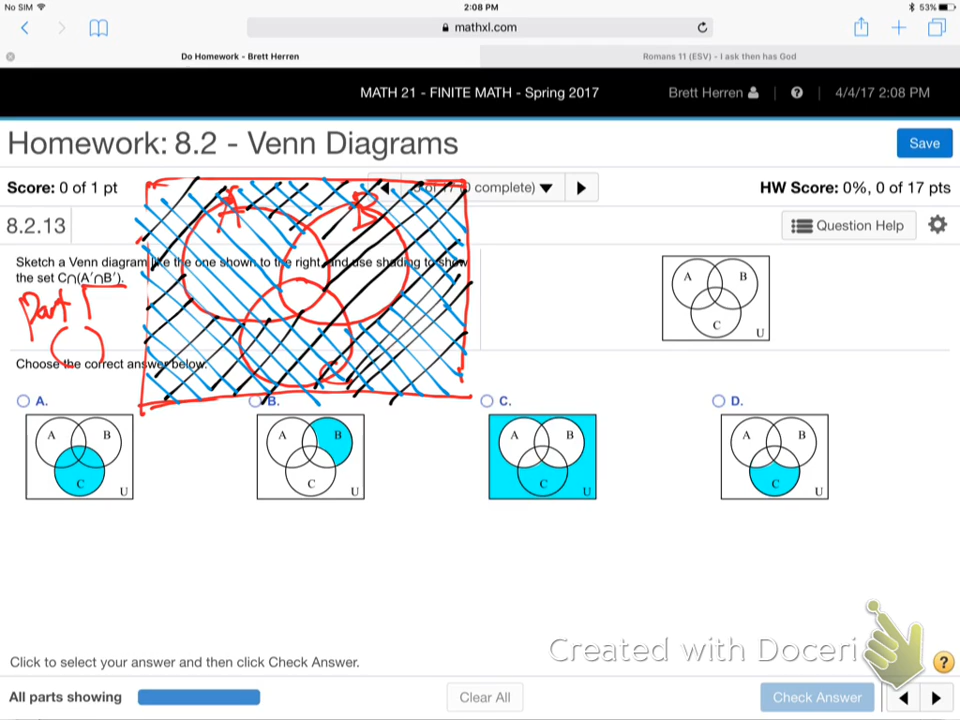 No SIM
2:08 PM
53%
mathxl.com
Do Homework - Brett Herren
Romans 11 (ESV) - I ask then has God
MATH 21 - FINITE MATH - Spring 2017
Brett Herren
?
4/4/17 2:08 PM
Homework: 8.2 - Venn Diagrams
Save
Score: 0 of 1 pt
of 17 (0 complete)
HW Score: 0%, 0 of 17 pts
8.2.13
Question Help
A
B
Sketch a Venn diagram like the one shown to the right, and use shading to show
the set C∩(A′∩B′).
Part 1
( )
A
B
C
U
Choose the correct answer below.
A.
B.
C.
D.
A B C U
A B C U
A B C U
A B C U
Created with Doceri
Click to select your answer and then click Check Answer.
?
All parts showing
Clear All
Check Answer